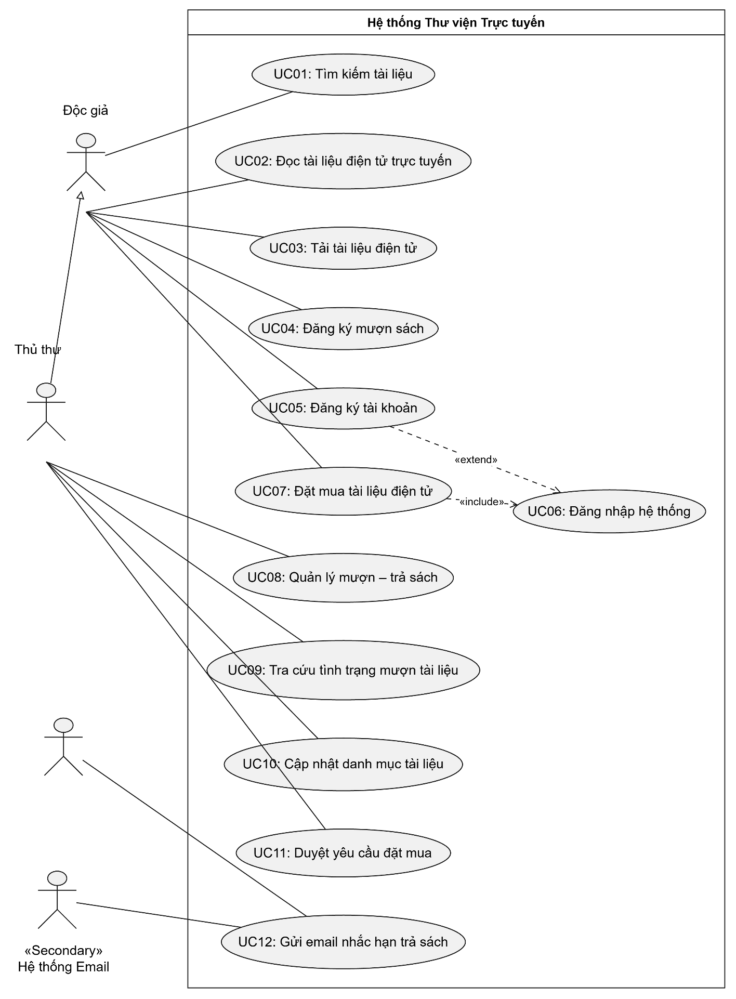 Hệ thống Thư viện Trực tuyến
UC01: Tìm kiếm tài liệu
Độc giả
UC02: Đọc tài liệu điện tử trực tuyến
UC03: Tải tài liệu điện tử
UC04: Đăng ký mượn sách
Thủ thư
UC05: Đăng ký tài khoản
«extend»
UC07: Đặt mua tài liệu điện tử
«include»
UC06: Đăng nhập hệ thống
UC08: Quản lý mượn – trả sách
UC09: Tra cứu tình trạng mượn tài liệu
UC10: Cập nhật danh mục tài liệu
UC11: Duyệt yêu cầu đặt mua
UC12: Gửi email nhắc hạn trả sách
«Secondary»
Hệ thống Email